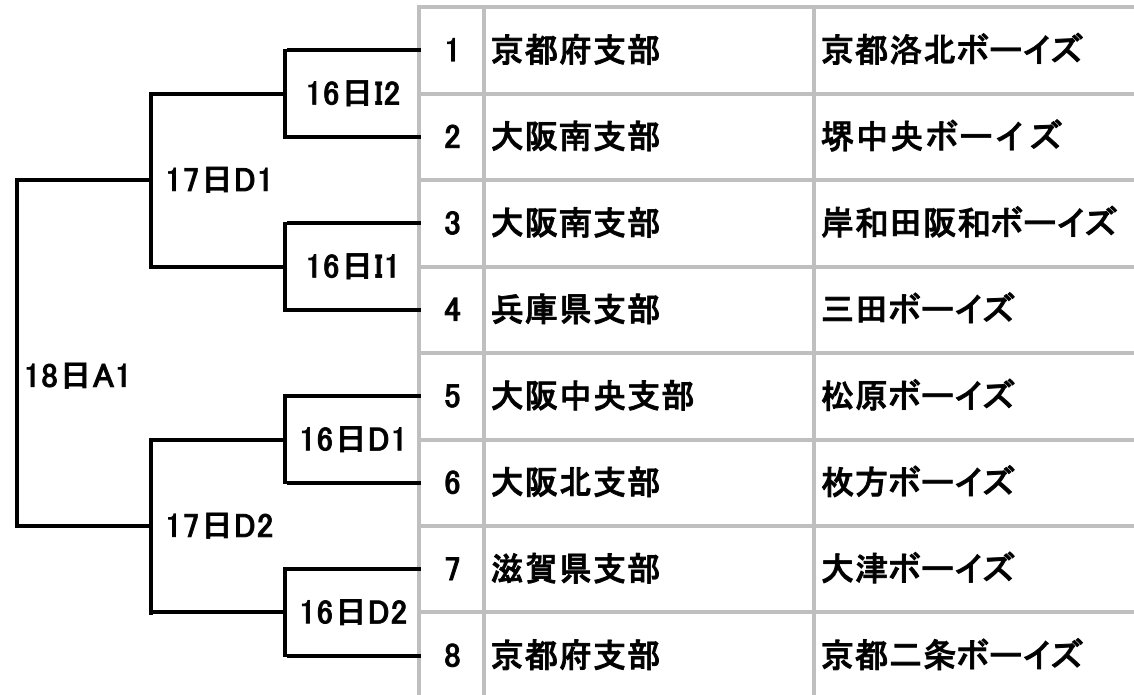 1 京都府支部 京都洛北ボーイズ
16日I2
2 大阪南支部 堺中央ボーイズ
17日D1
3 大阪南支部 岸和田阪和ボーイズ
16日I1
4 兵庫県支部 三田ボーイズ
18日A1
5 大阪中央支部 松原ボーイズ
16日D1
6 大阪北支部 枚方ボーイズ
17日D2
7 滋賀県支部 大津ボーイズ
16日D2
8 京都府支部 京都二条ボーイズ